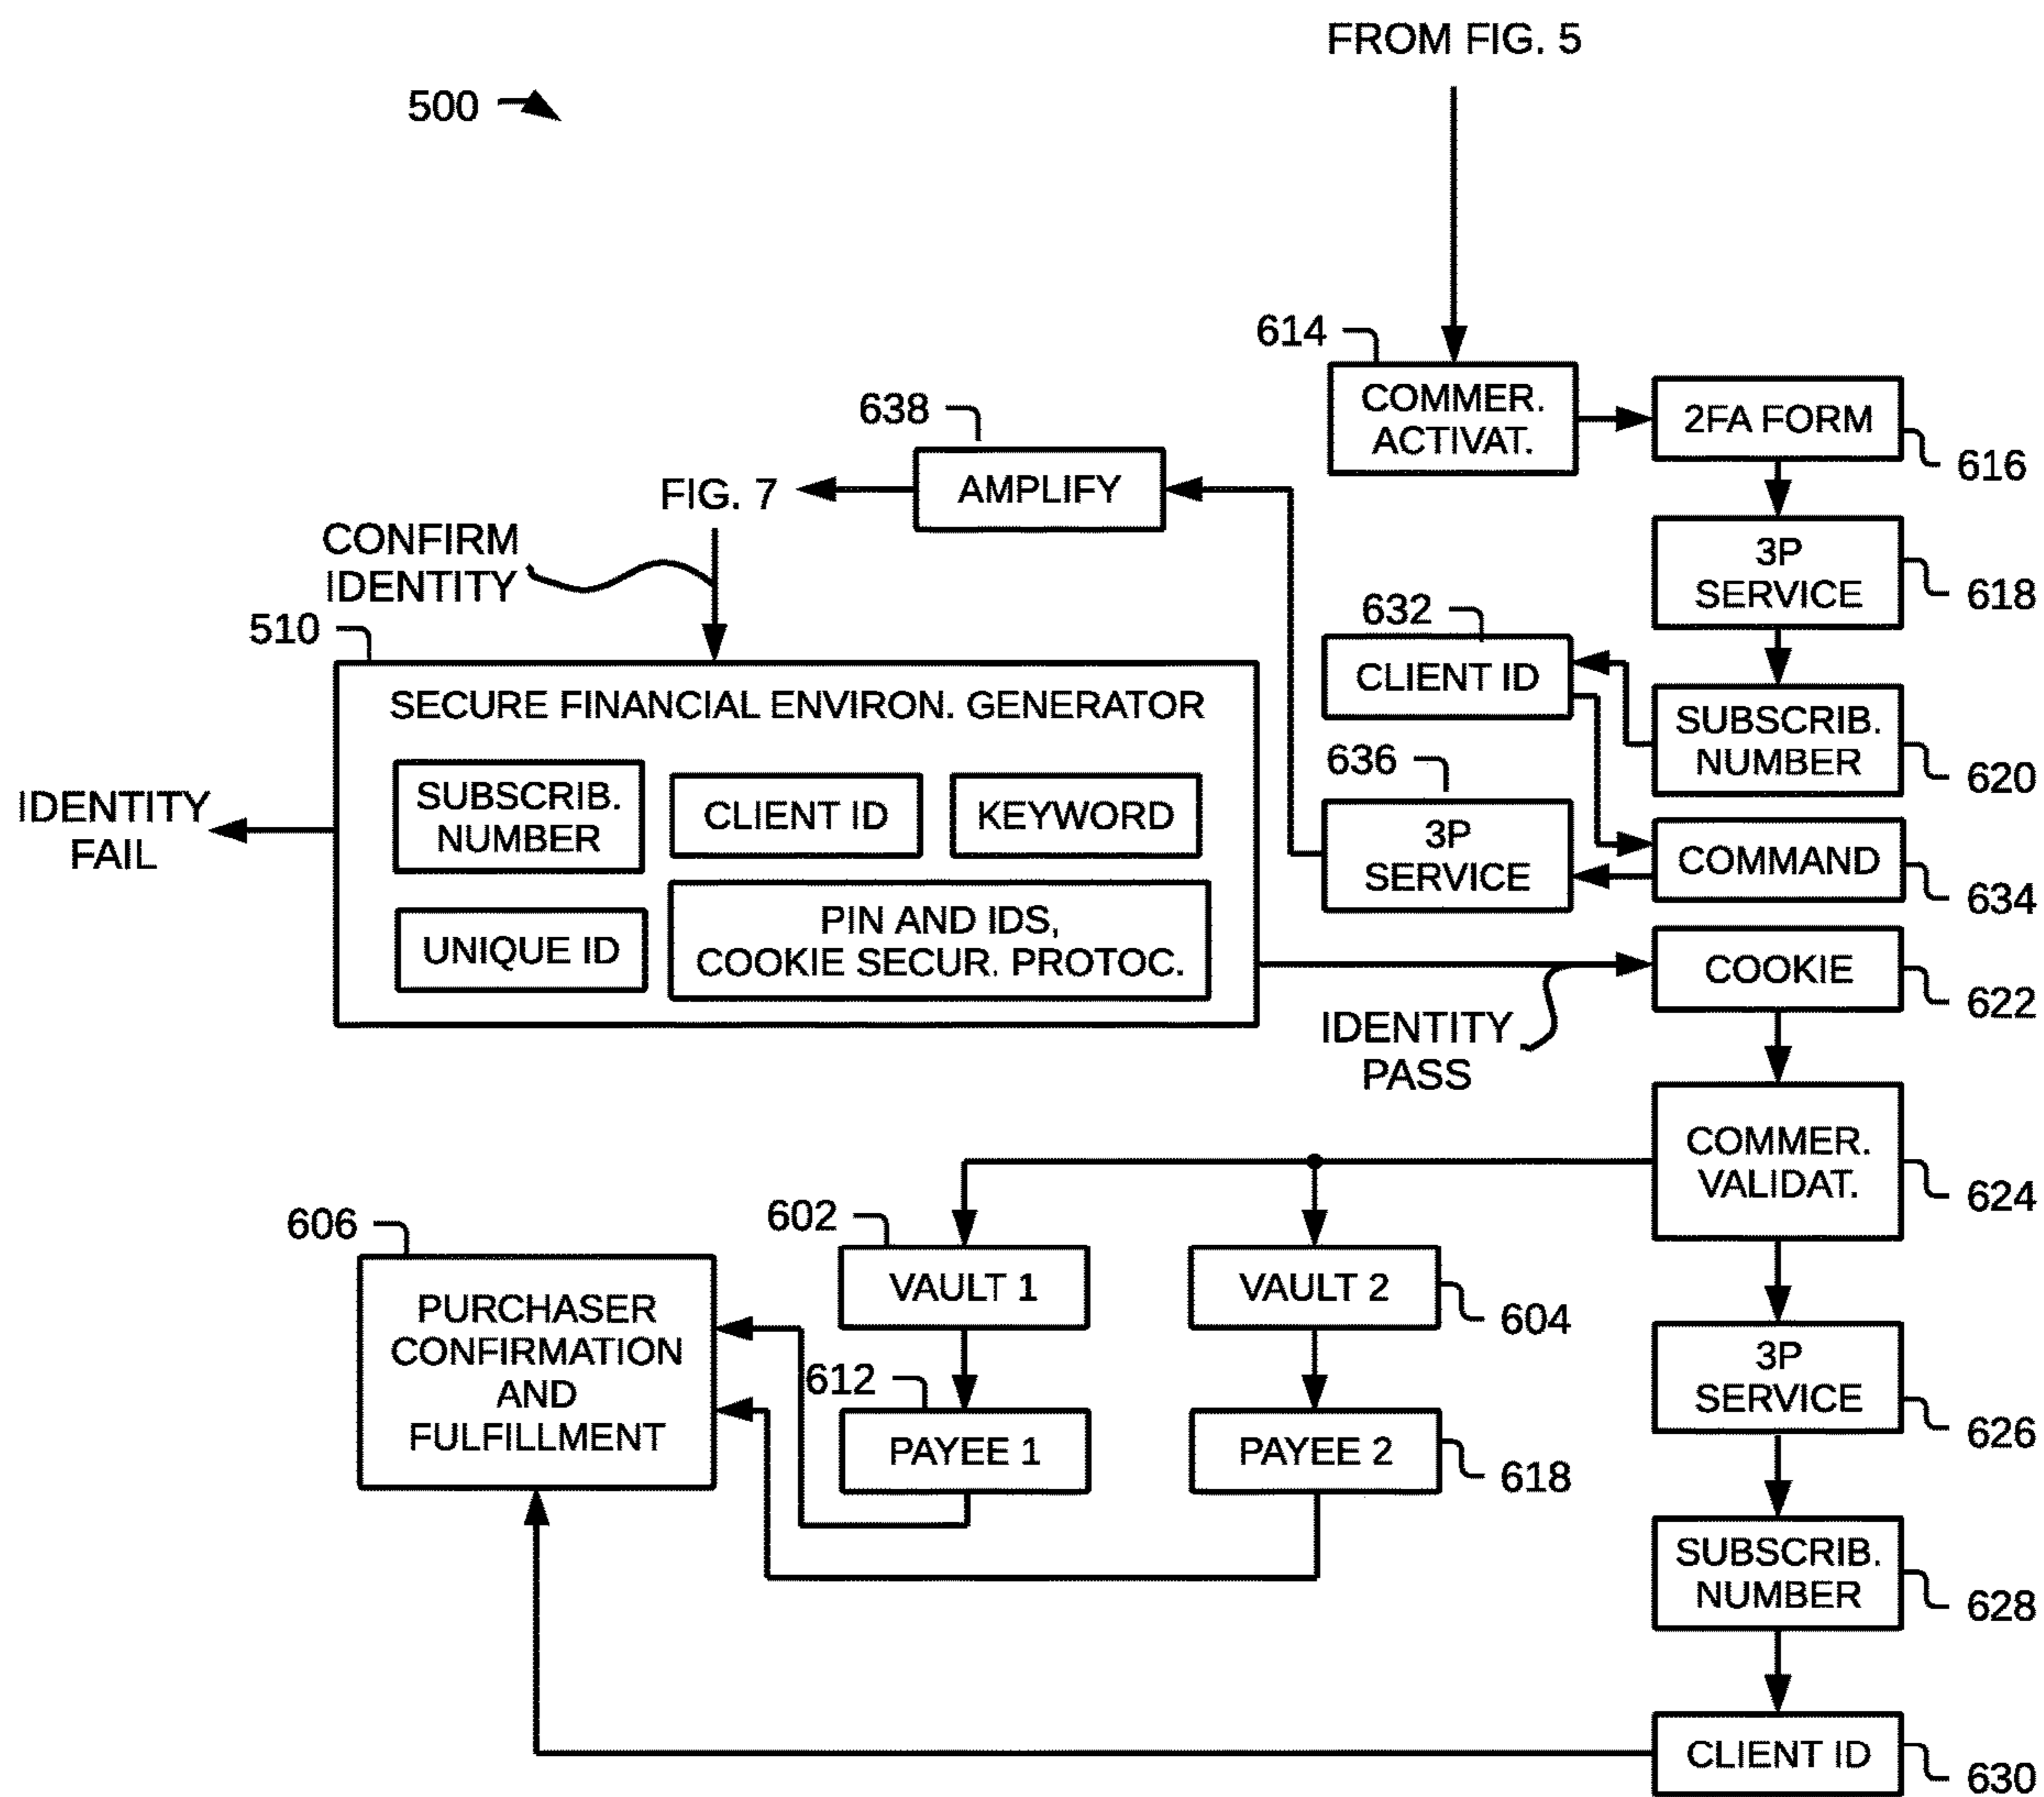 FROM FIG. 5
500
614
COMMER.
ACTIVAT.
2FA FORM
616
638
AMPLIFY
FIG. 7
CONFIRM
IDENTITY
3P
SERVICE
618
632
CLIENT ID
510
SUBSCRIB.
NUMBER
620
SECURE FINANCIAL ENVIRON. GENERATOR
SUBSCRIB.
NUMBER
CLIENT ID
KEYWORD
UNIQUE ID
PIN AND IDS,
COOKIE SECUR. PROTOC.
IDENTITY
FAIL
636
3P
SERVICE
COMMAND
634
COOKIE
622
IDENTITY
PASS
COMMER.
VALIDAT.
624
606
PURCHASER
CONFIRMATION
AND
FULFILLMENT
602
VAULT 1
VAULT 2
604
612
PAYEE 1
PAYEE 2
618
3P
SERVICE
626
SUBSCRIB.
NUMBER
628
CLIENT ID
630